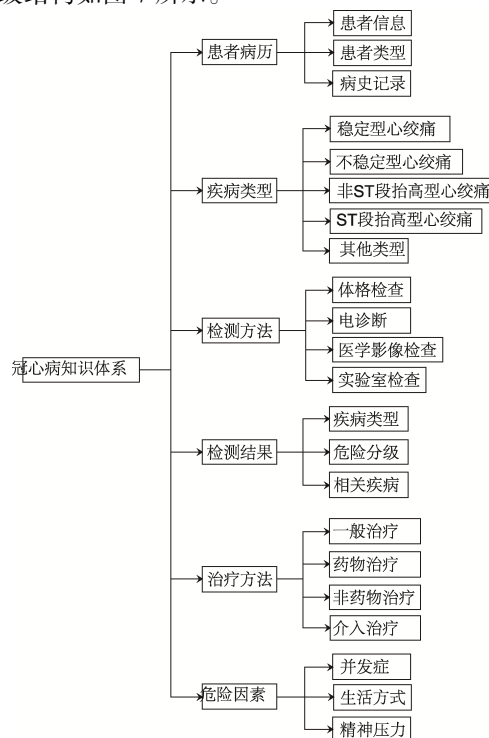 患者信息
患者病历
患者类型
病史记录
稳定型心绞痛
不稳定型心绞痛
疾病类型
非ST段抬高型心绞痛
ST段抬高型心绞痛
其他类型
体格检查
检测方法
电诊断
医学影像检查
冠心病知识体系
实验室检查
疾病类型
检测结果
危险分级
相关疾病
一般治疗
药物治疗
治疗方法
非药物治疗
介入治疗
并发症
危险因素
生活方式
精神压力